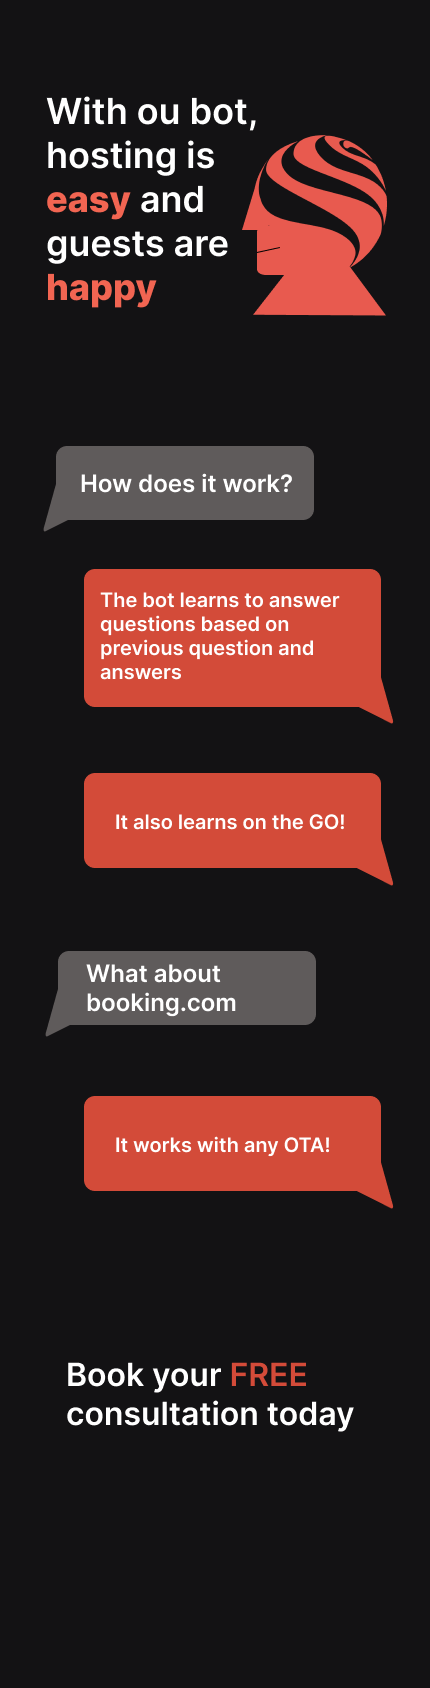 With ou bot,
hosting is
easy and
guests are
happy
How does it work?
The bot learns to answer
questions based on
previous question and
answers
It also learns on the GO!
What about
booking.com
It works with any OTA!
Book your FREE
consultation today